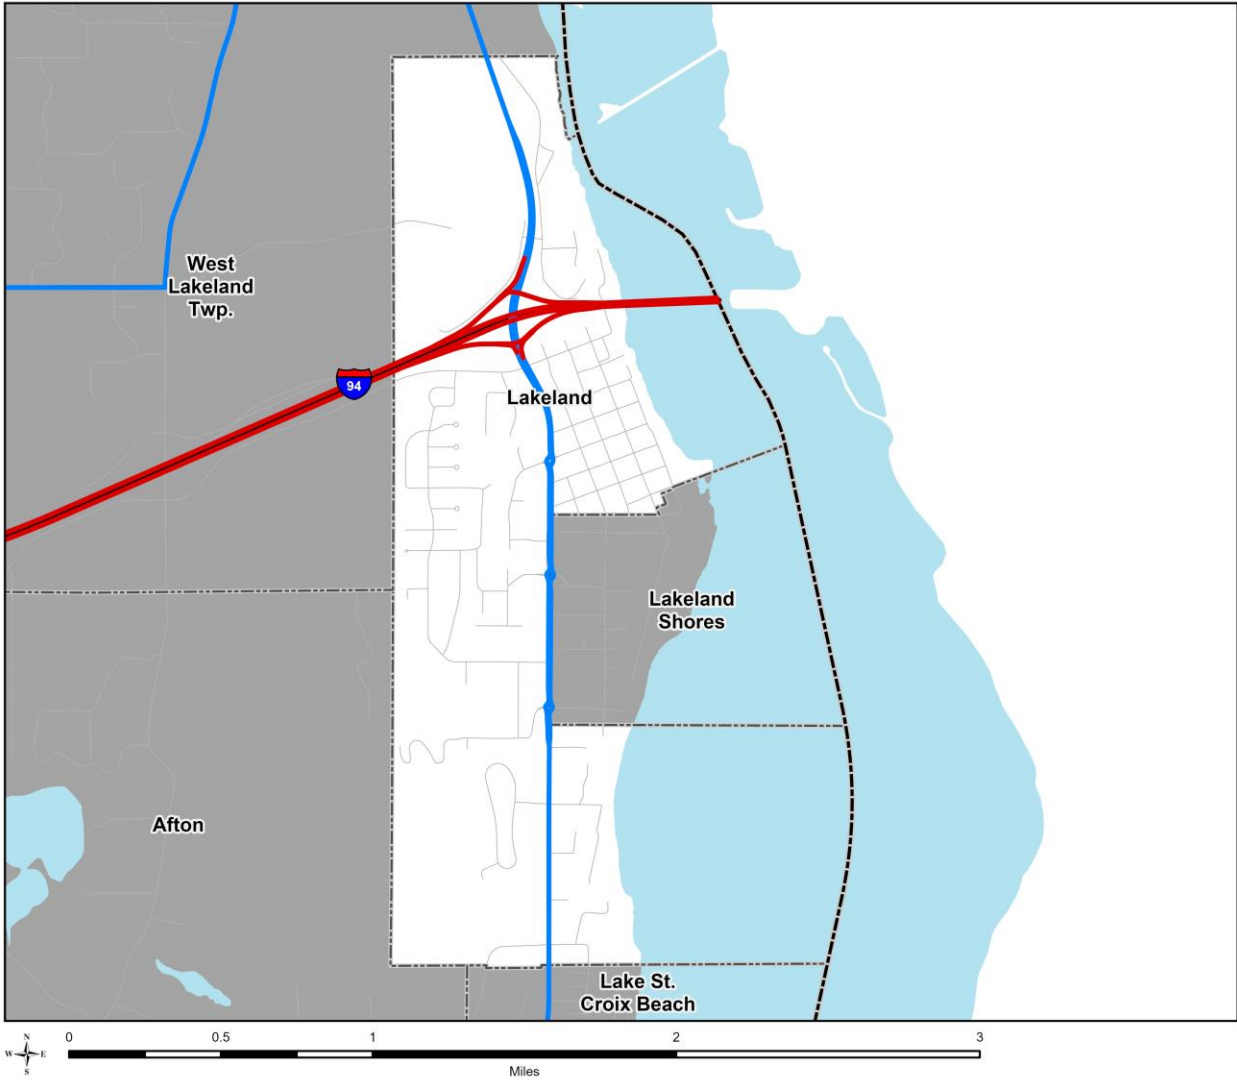 West
Lakeland
Twp.
94
Lakeland
Lakeland
Shores
Afton
Lake St.
Croix Beach
N
W E
S
0 0.5 1 2 3
Miles